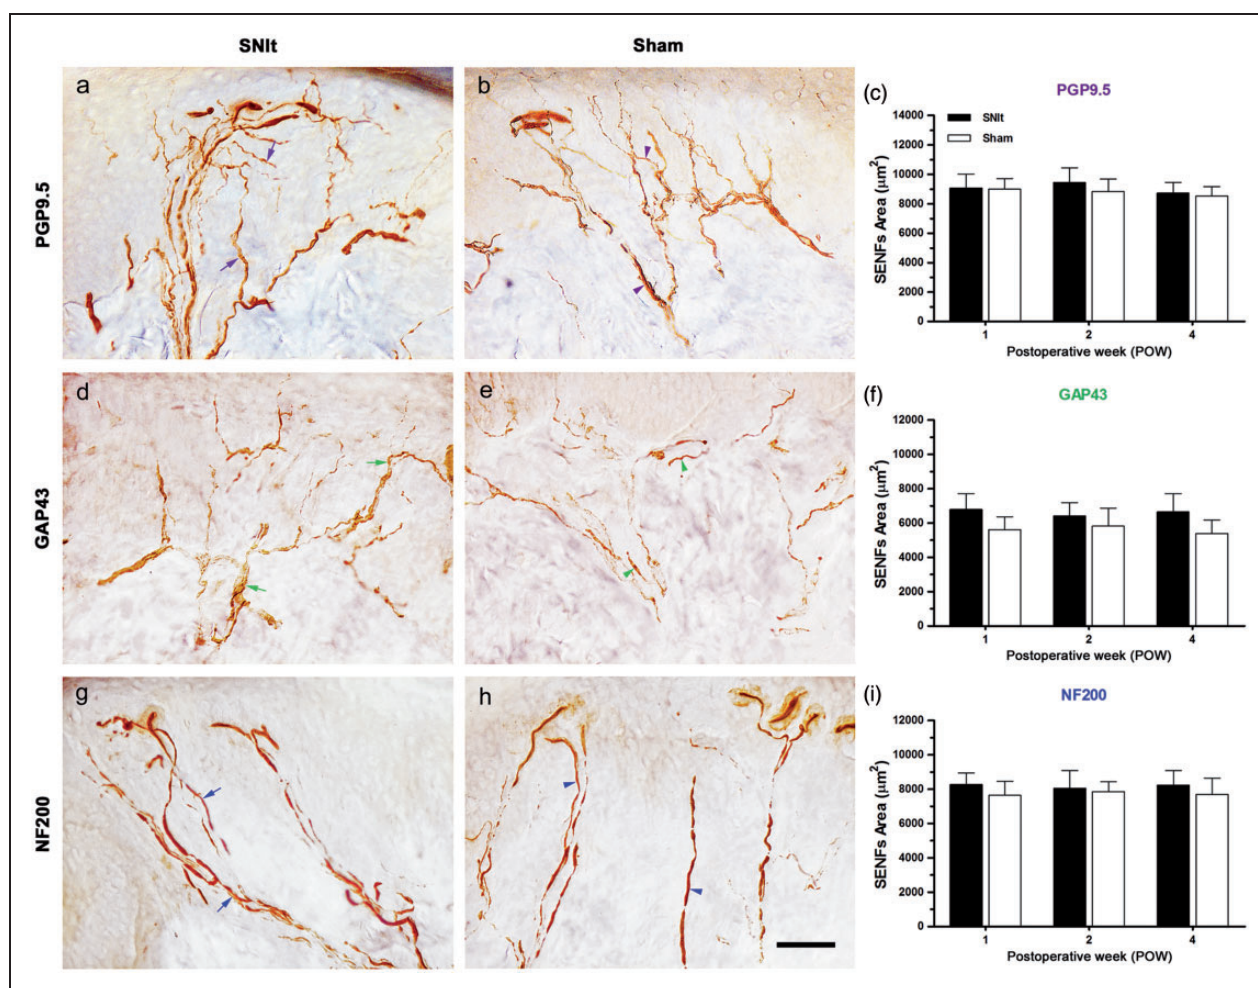 SNIt Sham
a b (c) PGP9.5
PGP9.5
SENFs Area (μm²)
14000
12000
10000
8000
6000
4000
2000
0
SNIt
Sham
1 2 4
Postoperative week (POW)
d e (f) GAP43
GAP43
SENFs Area (μm²)
12000
10000
8000
6000
4000
2000
0
1 2 4
Postoperative week (POW)
g h (i) NF200
NF200
SENFs Area (μm²)
12000
10000
8000
6000
4000
2000
0
1 2 4
Postoperative week (POW)